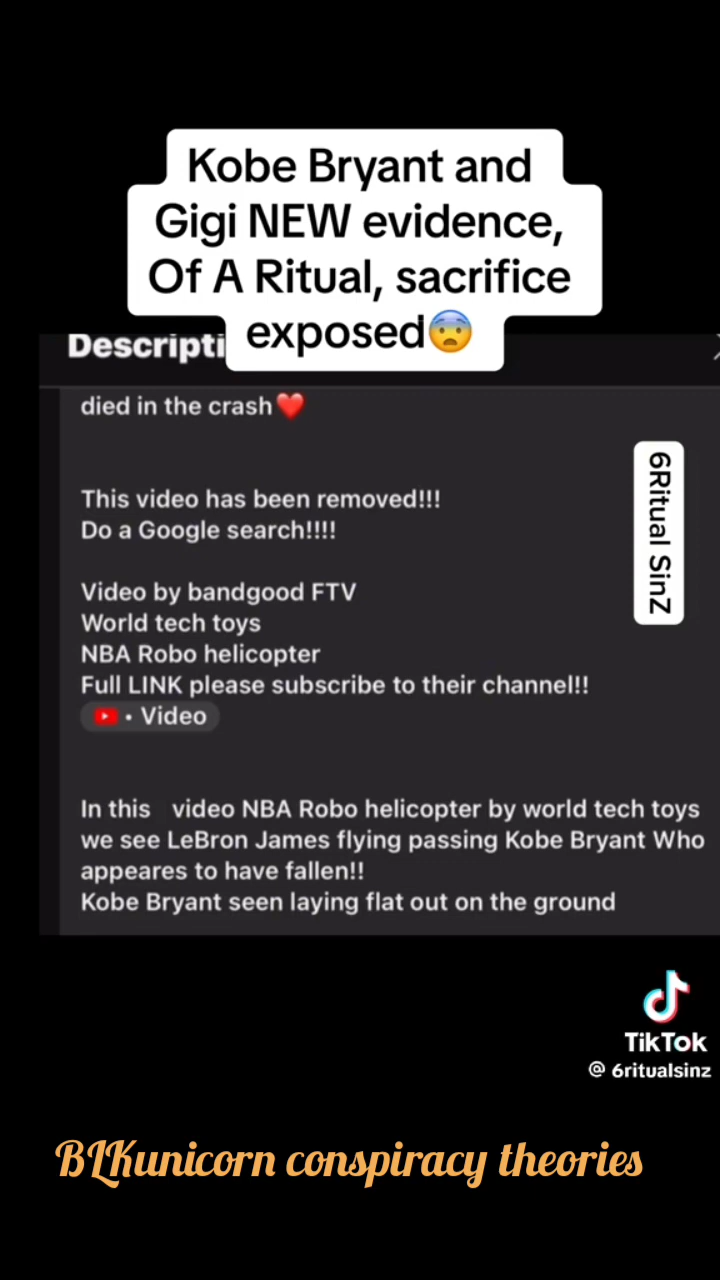 Kobe Bryant and
Gigi NEW evidence,
Of A Ritual, sacrifice
exposed😨
Descripti
died in the crash❤️
6Ritual SinZ
This video has been removed!!!
Do a Google search!!!!
Video by bandgood FTV
World tech toys
NBA Robo helicopter
Full LINK please subscribe to their channel!!
• Video
In this video NBA Robo helicopter by world tech toys
we see LeBron James flying passing Kobe Bryant Who
appeares to have fallen!!
Kobe Bryant seen laying flat out on the ground
TikTok
@ 6ritualsinz
BLKunicorn conspiracy theories